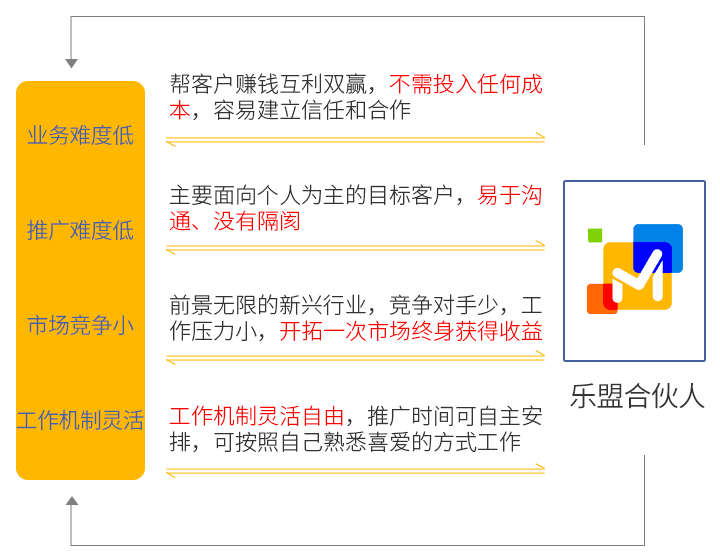 业务难度低
帮客户赚钱互利双赢，不需投入任何成
本，容易建立信任和合作
推广难度低
主要面向个人为主的目标客户，易于沟
通、没有隔阂
市场竞争小
前景无限的新兴行业，竞争对手少，工
作压力小，开拓一次市场终身获得收益
工作机制灵活
工作机制灵活自由，推广时间可自主安
排，可按照自己熟悉喜爱的方式工作
乐盟合伙人